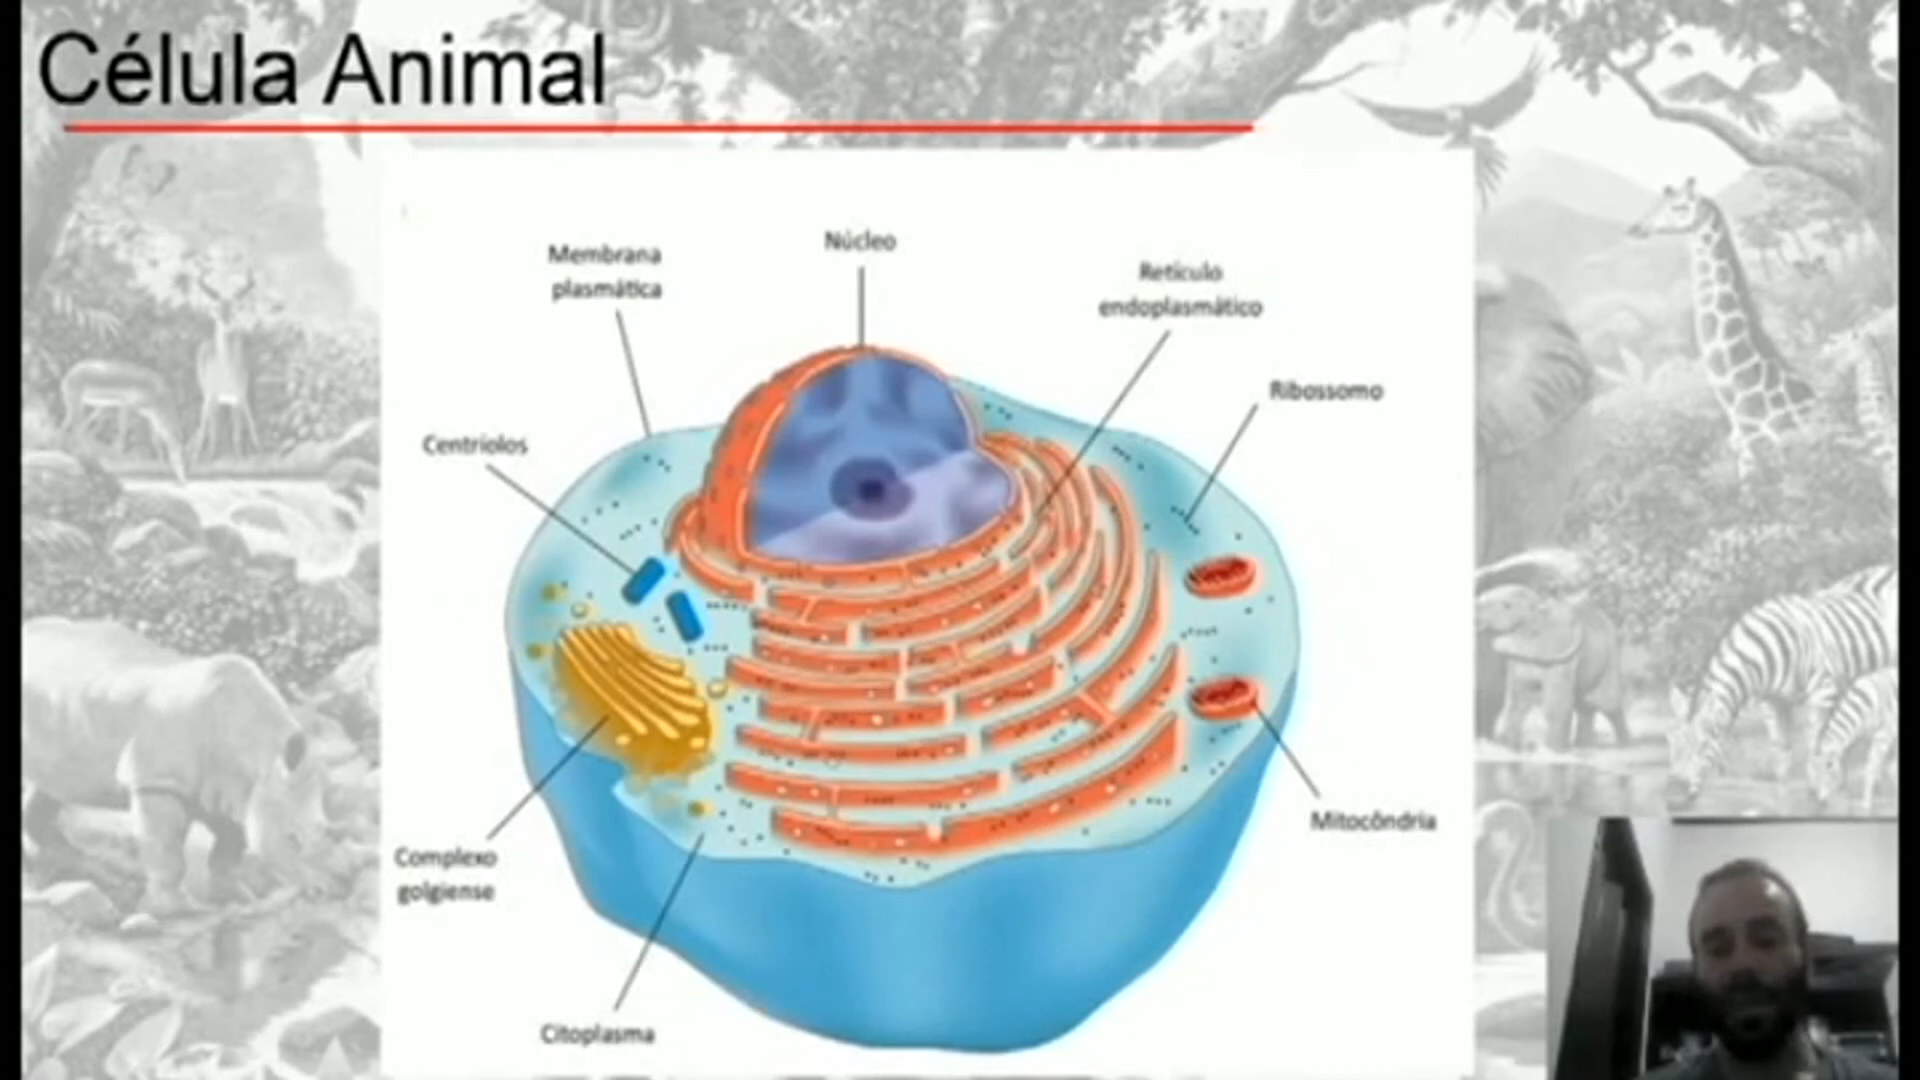 Célula Animal
Núcleo
Membrana
plasmática
Retículo
endoplasmático
Ribossomo
Centríolos
Mitocôndria
Complexo
golgiense
Citoplasma